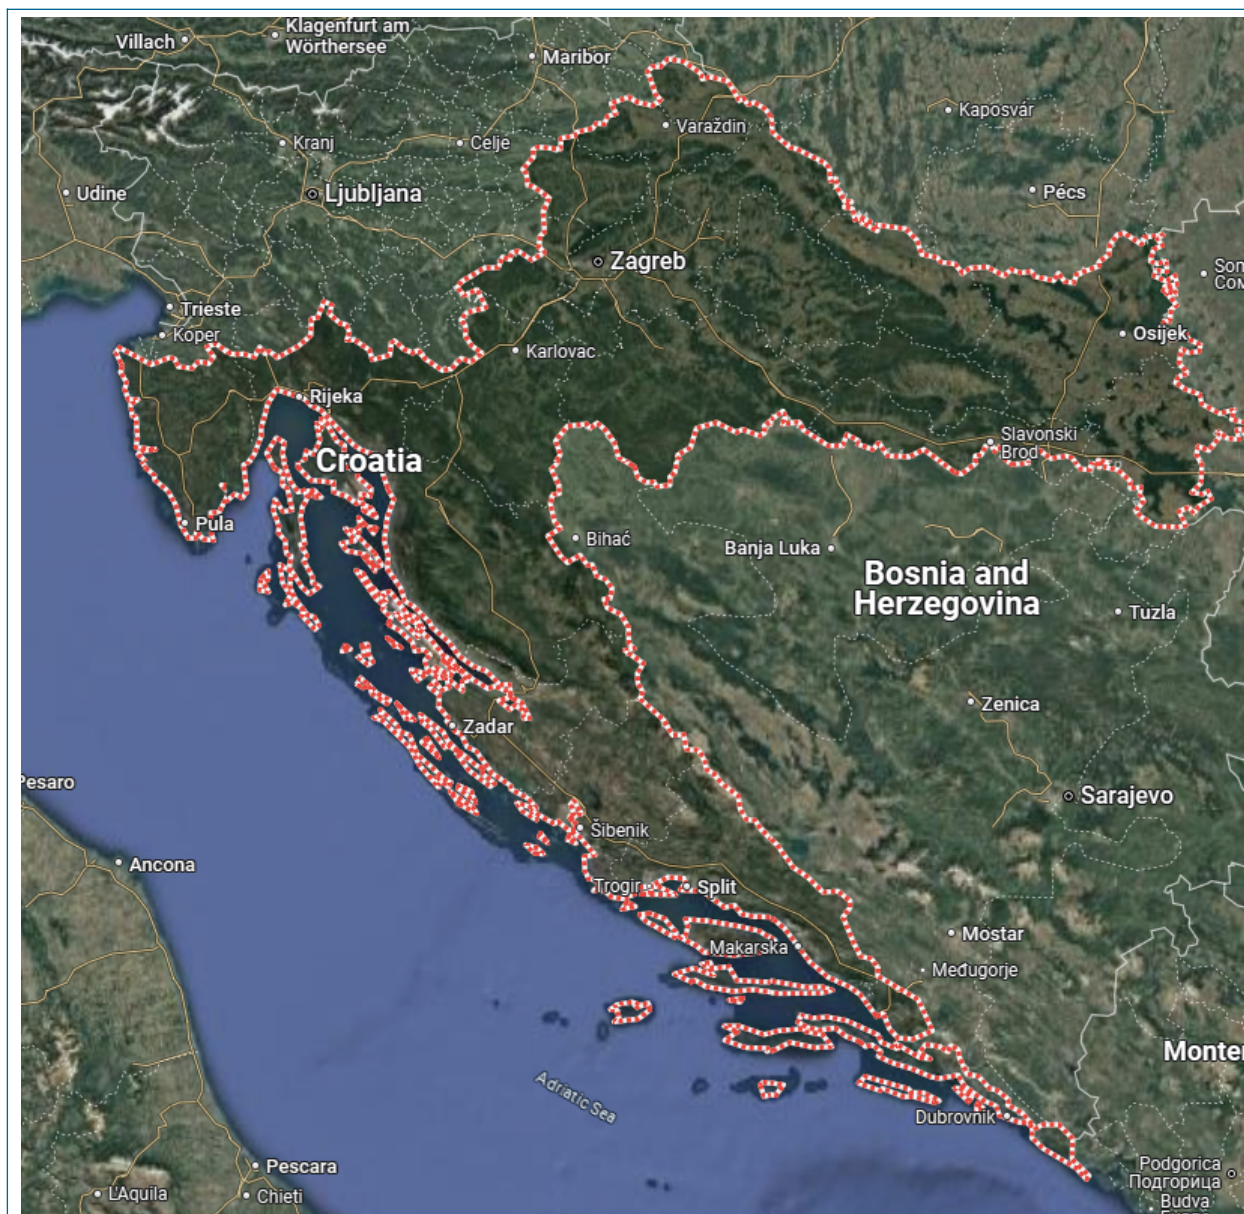 Klagenfurt am
Wörthersee
Villach
Maribor
Kaposvár
Varaždin
Kranj
Celje
Udine
Ljubljana
Pécs
Zagreb
Trieste
Koper
Karlovac
Osijek
Rijeka
Croatia
Slavonski
Brod
Pula
Bihać
Banja Luka
Bosnia and
Herzegovina
Tuzla
Zenica
Zadar
Sarajevo
Šibenik
Ancona
Trogir
Split
Makarska
Mostar
Međugorje
Adriatic Sea
Dubrovnik
Pescara
L'Aquila
Chieti
Podgorica
Подгорица
Budva